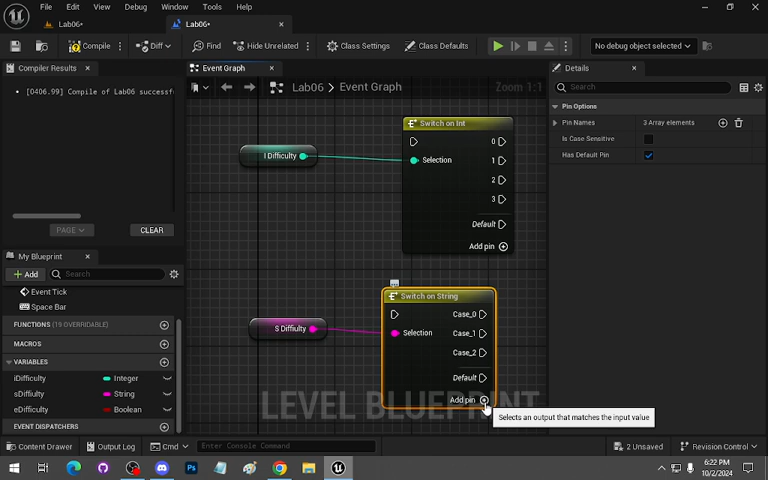 File Edit View Debug Window Tools Help
Lab06•
Lab06•
Compile
Diff
Find
Hide Unrelated
Class Settings
Class Defaults
No debug object selected
Compiler Results
[0406.99] Compile of Lab06 successf
PAGE
CLEAR
Event Graph
Lab06 > Event Graph
Zoom 1:1
I Difficulty
Switch on Int
Selection
0
1
2
3
Default
Add pin
S Diffiulty
Switch on String
Selection
Case_0
Case_1
Case_2
Default
Add pin
Selects an output that matches the input value
LEVEL BLUEPRINT
Details
Search
Pin Options
Pin Names 3 Array elements
Is Case Sensitive
Has Default Pin
My Blueprint
Add
Search
Event Tick
Space Bar
FUNCTIONS (19 OVERRIDABLE)
MACROS
VARIABLES
iDifficulty Integer
sDiffiulty String
eDifficulty Boolean
EVENT DISPATCHERS
Content Drawer
Output Log
Cmd
Enter Console Command
2 Unsaved
Revision Control
6:22 PM
10/2/2024